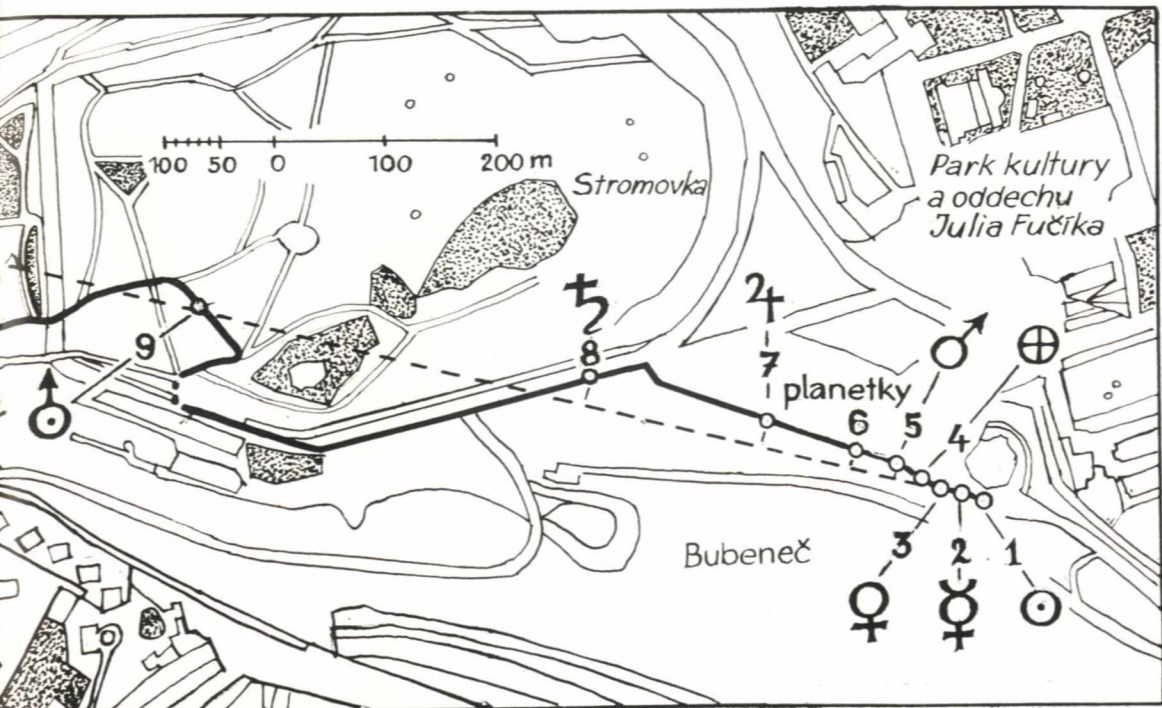 100 50 0 100 200 m
Stromovka
Park kultury
a oddechu
Julia Fučíka
9
8
7
planetky
6
5
4
3
2
1
Bubeneč
♄
♃
♂
⊕
☉
♀
☿
☉